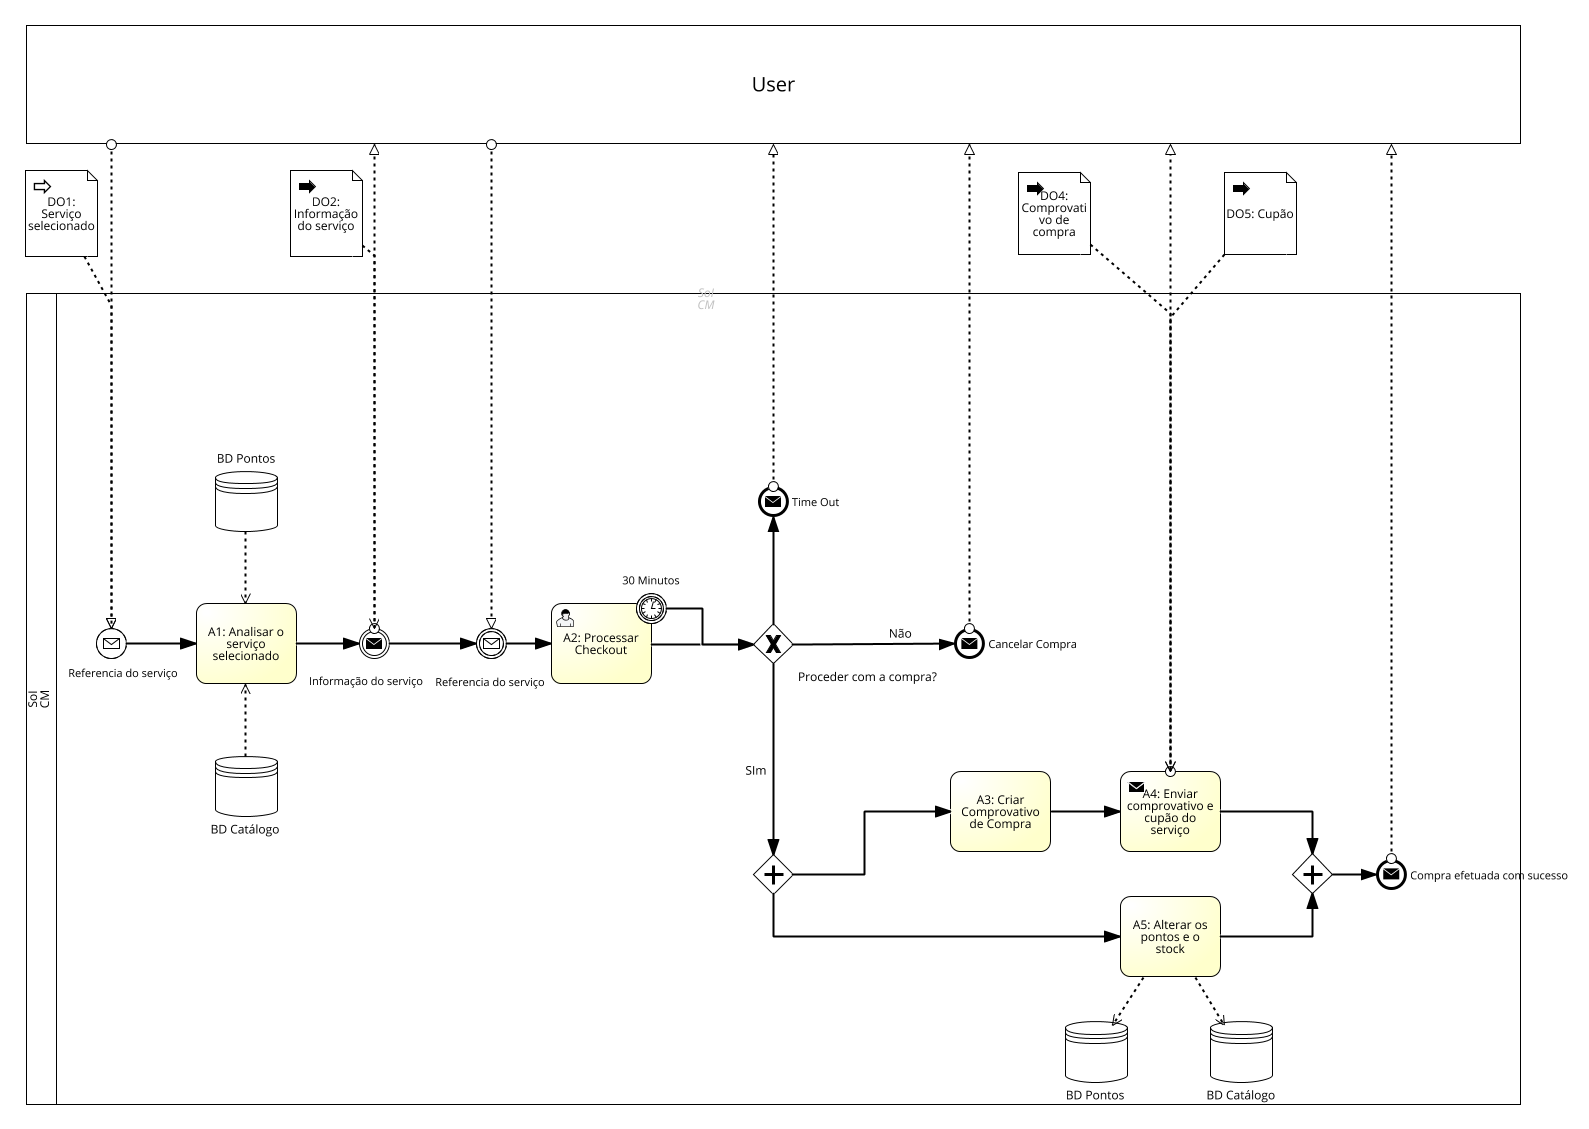 User
DO1:
Serviço
selecionado
DO2:
Informação
do serviço
DO4:
Comprovati
vo de
compra
DO5: Cupão
Sol
CM
Sol
CM
BD Pontos
Time Out
30 Minutos
A1: Analisar o
serviço
selecionado
A2: Processar
Checkout
Não
Cancelar Compra
Referencia do serviço
Informação do serviço
Referencia do serviço
Proceder com a compra?
SIm
BD Catálogo
A3: Criar
Comprovativo
de Compra
A4: Enviar
comprovativo e
cupão do
serviço
Compra efetuada com sucesso
A5: Alterar os
pontos e o
stock
BD Pontos
BD Catálogo